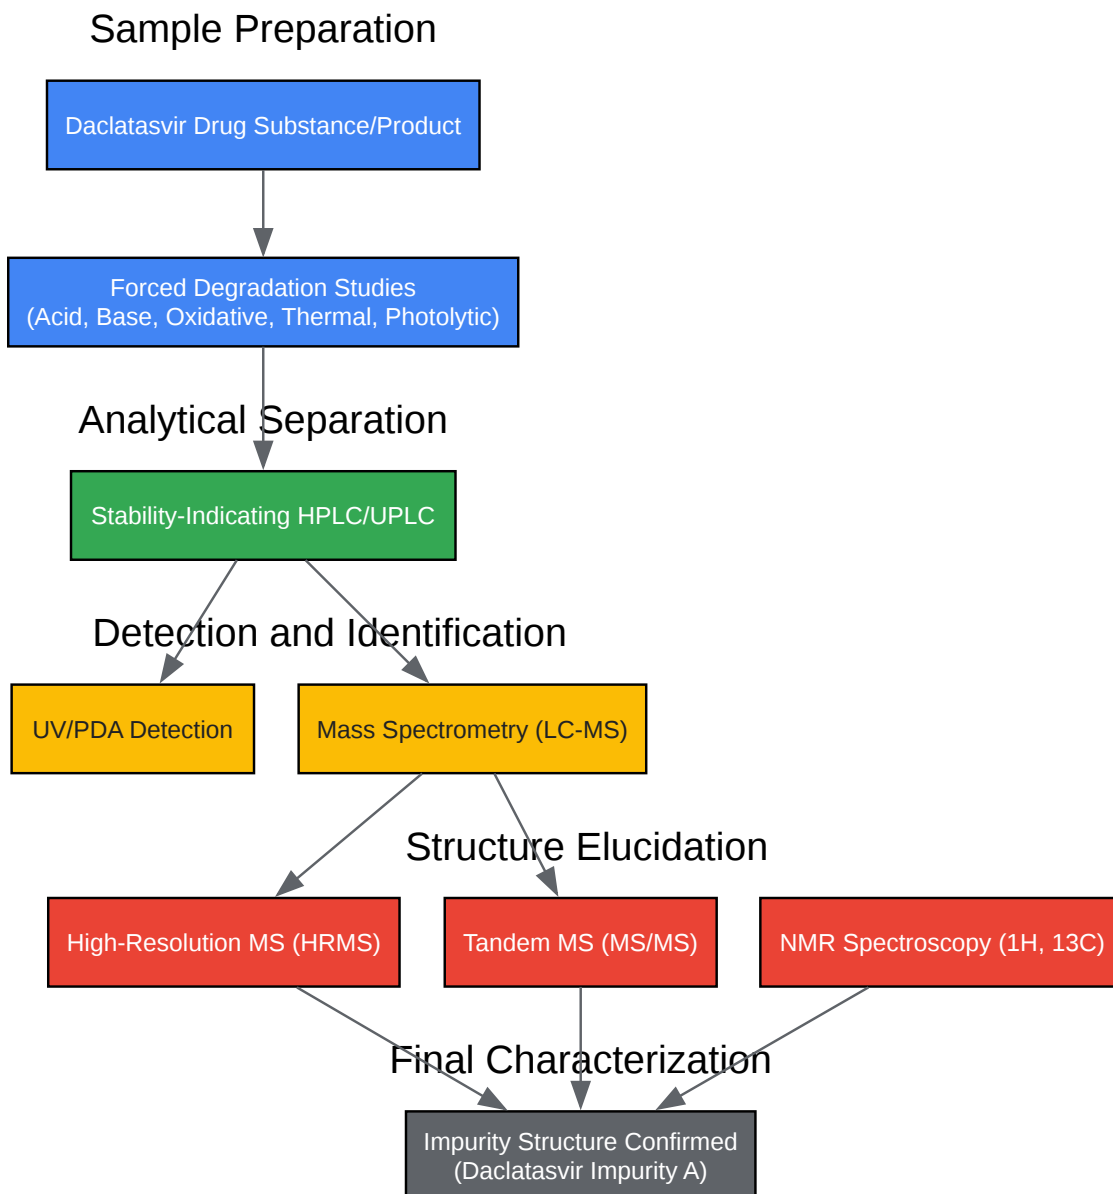 Sample Preparation
Daclatasvir Drug Substance/Product
Forced Degradation Studies
(Acid, Base, Oxidative, Thermal, Photolytic)
Analytical Separation
Stability-Indicating HPLC/UPLC
Detection and Identification
UV/PDA Detection
Mass Spectrometry (LC-MS)
Structure Elucidation
High-Resolution MS (HRMS)
Tandem MS (MS/MS)
NMR Spectroscopy (1H, 13C)
Final Characterization
Impurity Structure Confirmed
(Daclatasvir Impurity A)